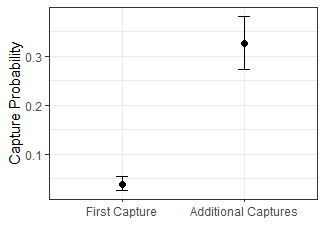 Capture Probability
0.3
0.2
0.1
First Capture
Additional Captures